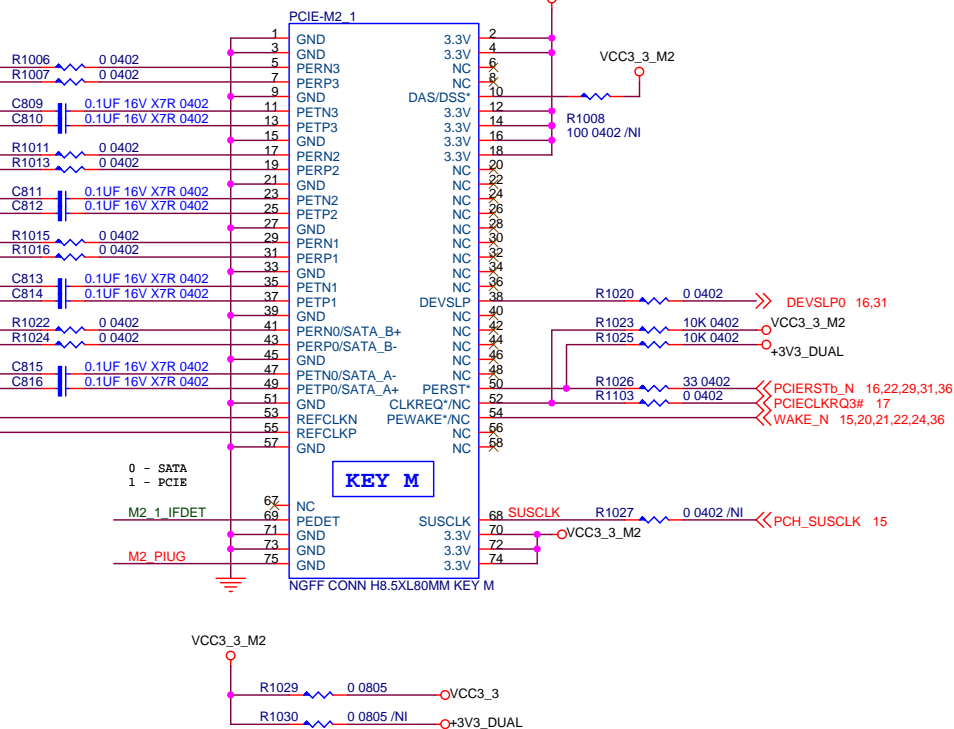 PCIE-M2_1
1 GND 3.3V 2
3 GND 3.3V 4
R1006 0 0402 5 PERN3 NC 6
R1007 0 0402 7 PERP3 NC 8
VCC3_3_M2
9 GND DAS/DSS* 10
C809 0.1UF 16V X7R 0402 11 PETN3 3.3V 12
C810 0.1UF 16V X7R 0402 13 PETP3 3.3V 14 R1008
15 GND 3.3V 16 100 0402 /NI
R1011 0 0402 17 PERN2 3.3V 18
R1013 0 0402 19 PERP2 NC 20
21 GND NC 22
C811 0.1UF 16V X7R 0402 23 PETN2 NC 24
C812 0.1UF 16V X7R 0402 25 PETP2 NC 26
27 GND NC 28
R1015 0 0402 29 PERN1 NC 30
R1016 0 0402 31 PERP1 NC 32
33 GND NC 34
C813 0.1UF 16V X7R 0402 35 PETN1 NC 36
C814 0.1UF 16V X7R 0402 37 PETP1 DEVSLP 38 R1020 0 0402 DEVSLP0 16,31
39 GND NC 40
R1022 0 0402 41 PERN0/SATA_B+ NC 42 R1023 10K 0402 VCC3_3_M2
R1024 0 0402 43 PERP0/SATA_B- NC 44 R1025 10K 0402 +3V3_DUAL
45 GND NC 46
C815 0.1UF 16V X7R 0402 47 PETN0/SATA_A- NC 48
C816 0.1UF 16V X7R 0402 49 PETP0/SATA_A+ PERST* 50 R1026 33 0402 PCIERSTb_N 16,22,29,31,36
51 GND CLKREQ*/NC 52 R1103 0 0402 PCIECLKRQ3# 17
53 REFCLKN PEWAKE*/NC 54 WAKE_N 15,20,21,22,24,36
55 REFCLKP NC 56
57 GND NC 58
0 - SATA
1 - PCIE
KEY M
67 NC
M2_1_IFDET 69 PEDET SUSCLK 68 SUSCLK R1027 0 0402 /NI PCH_SUSCLK 15
71 GND 3.3V 70 VCC3_3_M2
73 GND 3.3V 72
M2_PIUG 75 GND 3.3V 74
NGFF CONN H8.5XL80MM KEY M
VCC3_3_M2
R1029 0 0805 VCC3_3
R1030 0 0805 /NI +3V3_DUAL